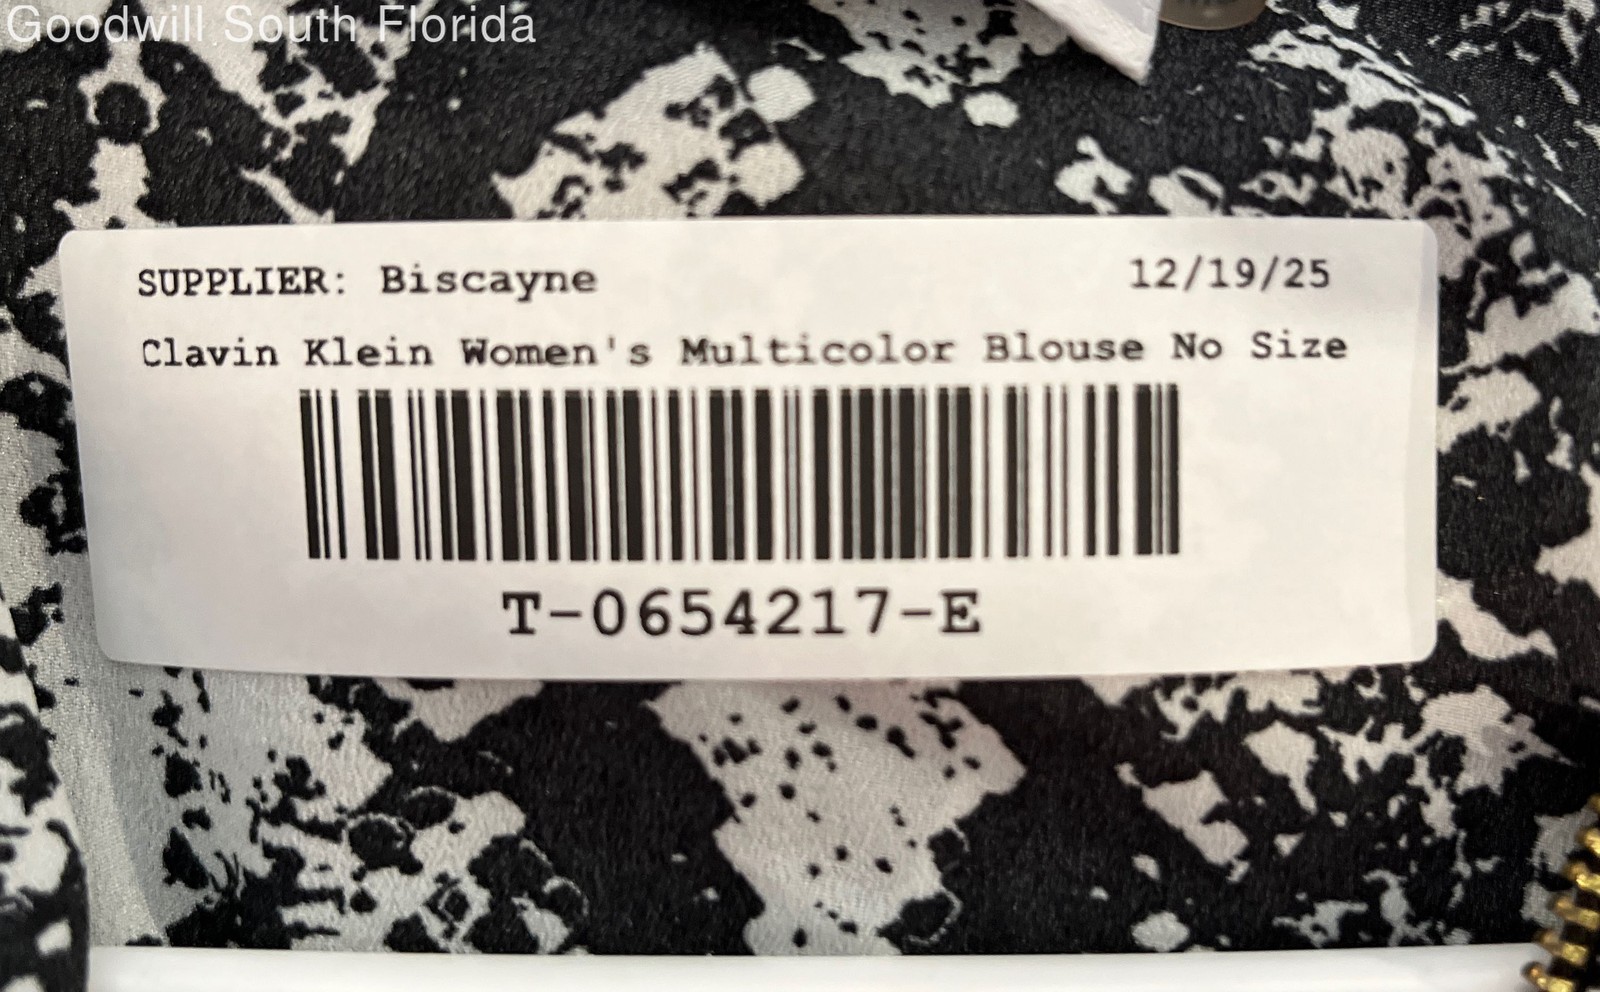 Goodwill South Florida
SUPPLIER: Biscayne 12/19/25
Clavin Klein Women's Multicolor Blouse No Size
T-0654217-E